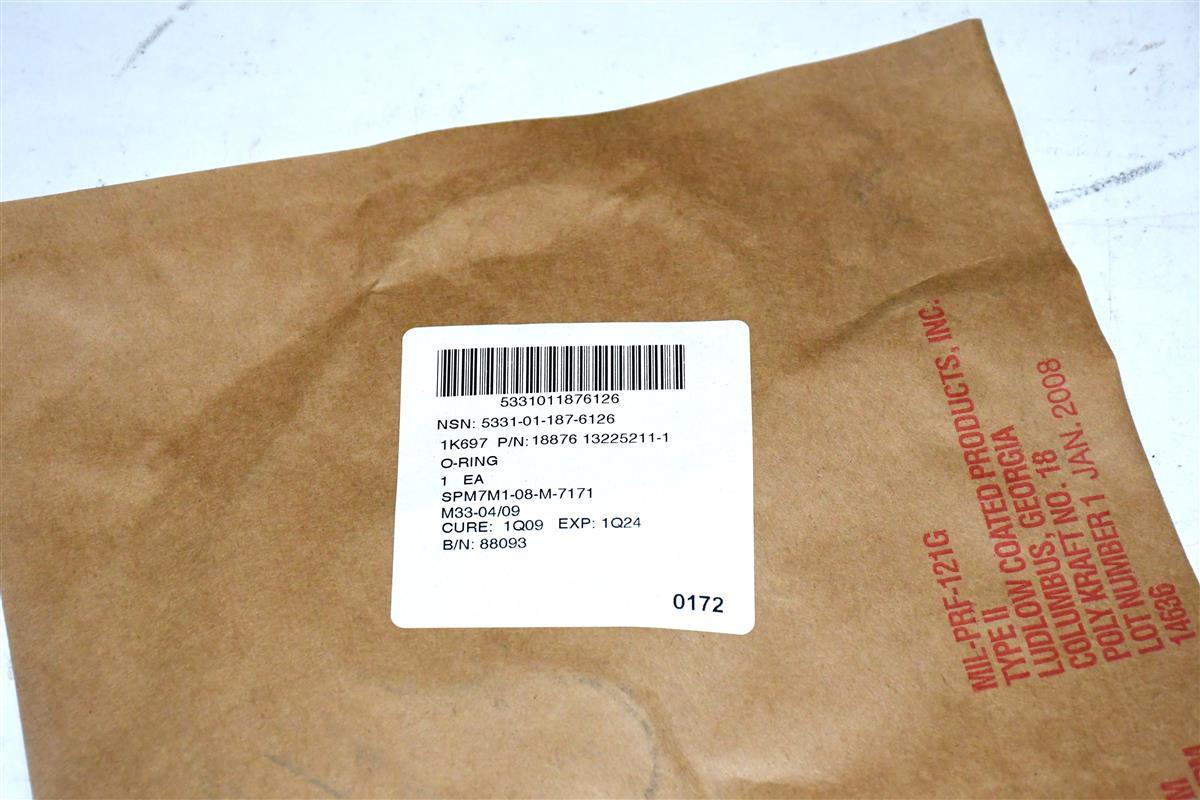 5331011876126
NSN: 5331-01-187-6126
1K697 P/N: 18876 13225211-1
O-RING
1 EA
SPM7M1-08-M-7171
M33-04/09
CURE: 1Q09 EXP: 1Q24
B/N: 88093
0172
MIL-PRF-121G
TYPE II
LUDLOW COATED PRODUCTS, INC.
COLUMBUS, GEORGIA
POLY KRAFT NO. 18
LOT NUMBER 1 JAN. 2008
14636